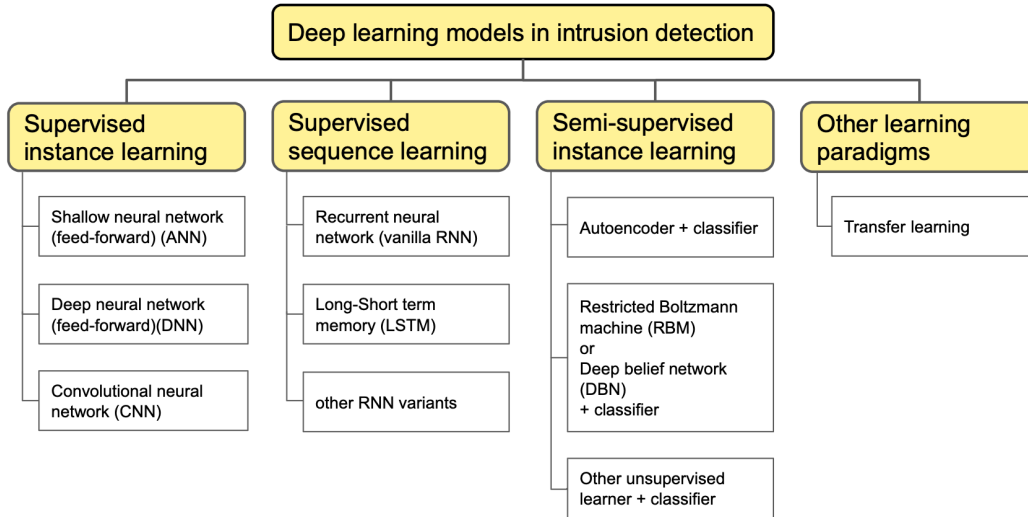 Deep learning models in intrusion detection
Supervised
instance learning
Shallow neural network
(feed-forward) (ANN)
Deep neural network
(feed-forward)(DNN)
Convolutional neural
network (CNN)
Supervised
sequence learning
Recurrent neural
network (vanilla RNN)
Long-Short term
memory (LSTM)
other RNN variants
Semi-supervised
instance learning
Autoencoder + classifier
Restricted Boltzmann
machine (RBM)
or
Deep belief network
(DBN)
+ classifier
Other unsupervised
learner + classifier
Other learning
paradigms
Transfer learning